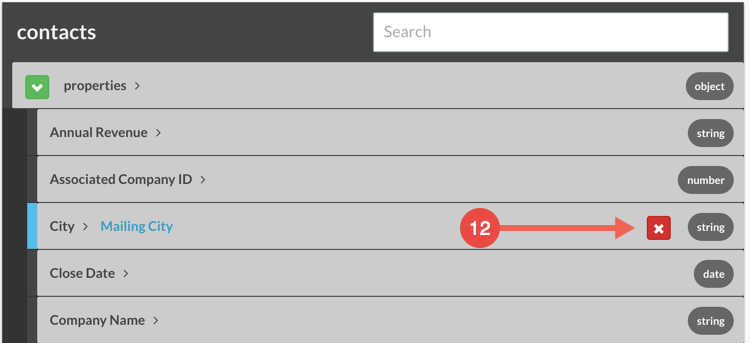 contacts Search
properties > object
Annual Revenue > string
Associated Company ID > number
City > Mailing City 12 string
Close Date > date
Company Name > string